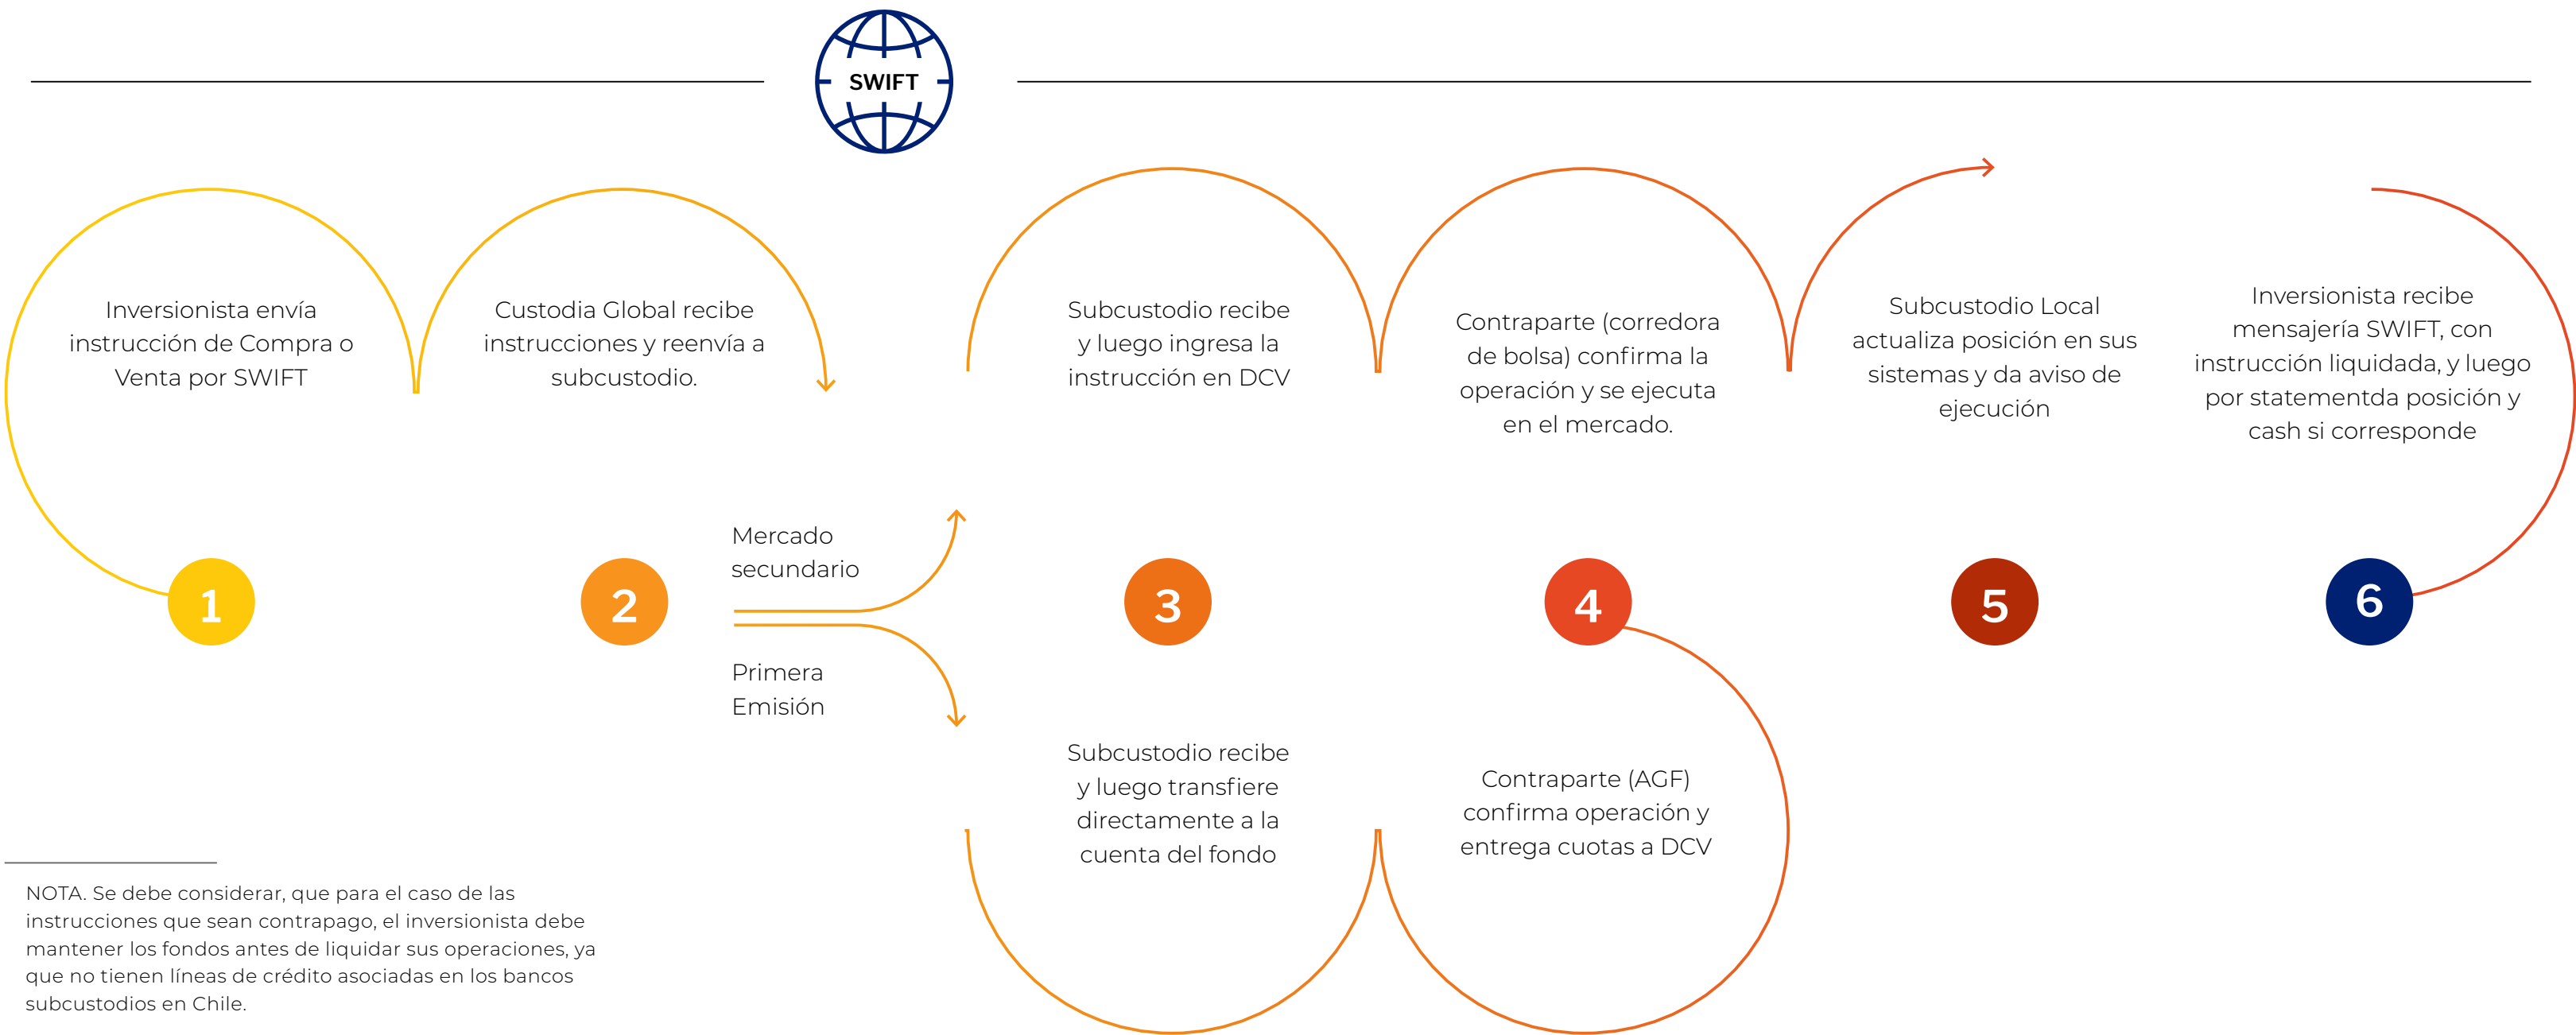 SWIFT
Inversionista envía
instrucción de Compra o
Venta por SWIFT
Custodia Global recibe
instrucciones y reenvía a
subcustodio.
Subcustodio recibe
y luego ingresa la
instrucción en DCV
Contraparte (corredora
de bolsa) confirma la
operación y se ejecuta
en el mercado.
Subcustodio Local
actualiza posición en sus
sistemas y da aviso de
ejecución
Inversionista recibe
mensajería SWIFT, con
instrucción liquidada, y luego
por statementda posición y
cash si corresponde
Mercado
secundario
1
2
3
4
5
6
Primera
Emisión
Subcustodio recibe
y luego transfiere
directamente a la
cuenta del fondo
Contraparte (AGF)
confirma operación y
entrega cuotas a DCV
NOTA. Se debe considerar, que para el caso de las
instrucciones que sean contrapago, el inversionista debe
mantener los fondos antes de liquidar sus operaciones, ya
que no tienen líneas de crédito asociadas en los bancos
subcustodios en Chile.